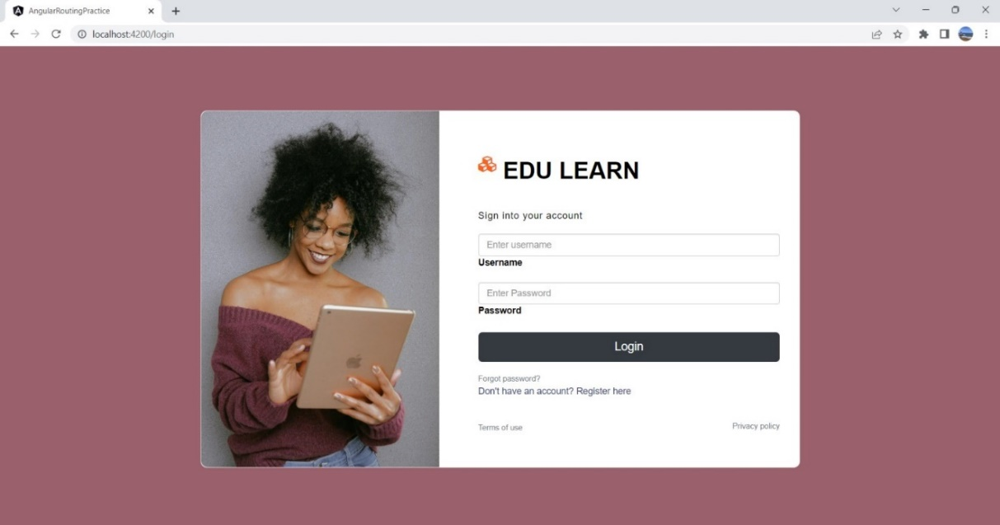 AngularRoutingPractice
localhost:4200/login
EDU LEARN
Sign into your account
Enter username
Username
Enter Password
Password
Login
Forgot password?
Don't have an account? Register here
Terms of use Privacy policy